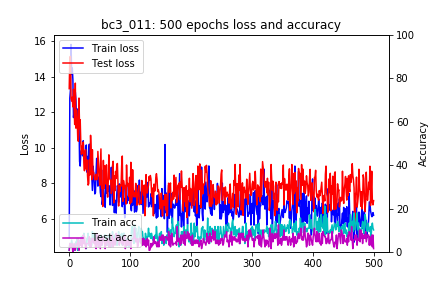 bc3_011: 500 epochs loss and accuracy
Train loss
Test loss
Train acc
Test acc
Loss
16
14
12
10
8
6
Accuracy
100
80
60
40
20
0
0
100
200
300
400
500